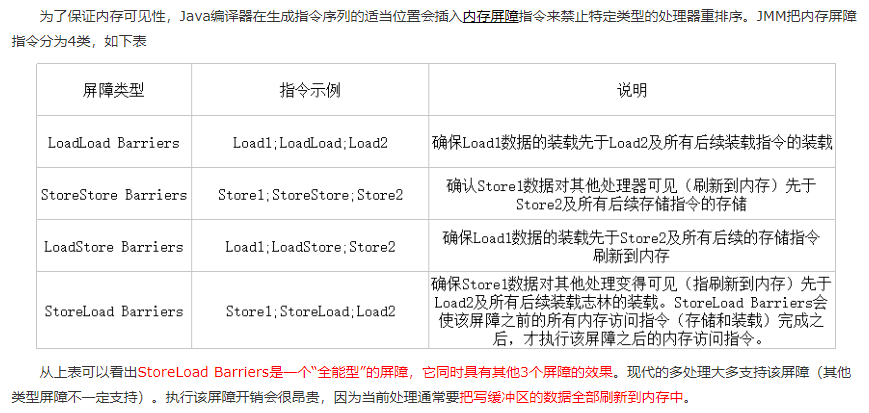 为了保证内存可见性，Java编译器在生成指令序列的适当位置会插入内存屏障指令来禁止特定类型的处理器重排序。JMM把内存屏障
指令分为4类，如下表
屏障类型 指令示例 说明
LoadLoad Barriers Load1;LoadLoad;Load2 确保Load1数据的装载先于Load2及所有后续装载指令的装载
StoreStore Barriers Store1;StoreStore;Store2 确认Store1数据对其他处理器可见（刷新到内存）先于
Store2及所有后续存储指令的存储
LoadStore Barriers Load1;LoadStore;Store2 确保Load1数据的装载先于Store2及所有后续的存储指令
刷新到内存
StoreLoad Barriers Store1;StoreLoad;Load2 确保Store1数据对其他处理变得可见（指刷新到内存）先于
Load2及所有后续装载志林的装载。StoreLoad Barriers会
使该屏障之前的所有内存访问指令（存储和装载）完成之
后，才执行该屏障之后的内存访问指令。
从上表可以看出StoreLoad Barriers是一个“全能型”的屏障，它同时具有其他3个屏障的效果。现代的多处理大多支持该屏障（其他
类型屏障不一定支持）。执行该屏障开销会很昂贵，因为当前处理通常要把写缓冲区的数据全部刷新到内存中。